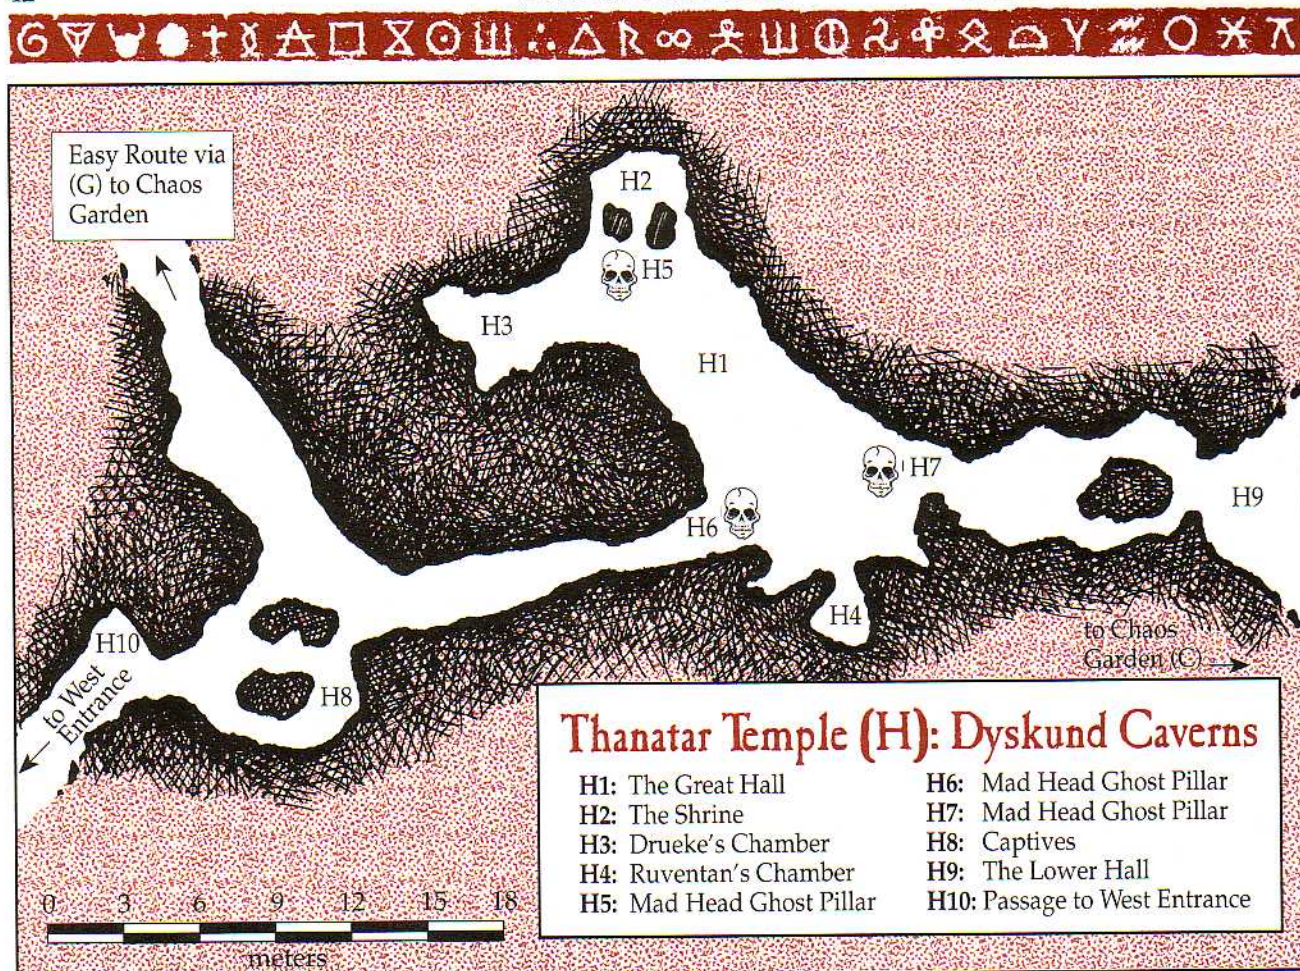 Easy Route via
(G) to Chaos
Garden
H2
H5
H3
H1
H7
H9
H6
H4
H10
to West
Entrance
H8
to Chaos
Garden (C)
Thanatar Temple (H): Dyskund Caverns
H1: The Great Hall
H2: The Shrine
H3: Drueke's Chamber
H4: Ruventan's Chamber
H5: Mad Head Ghost Pillar
H6: Mad Head Ghost Pillar
H7: Mad Head Ghost Pillar
H8: Captives
H9: The Lower Hall
H10: Passage to West Entrance
0 3 6 9 12 15 18
meters